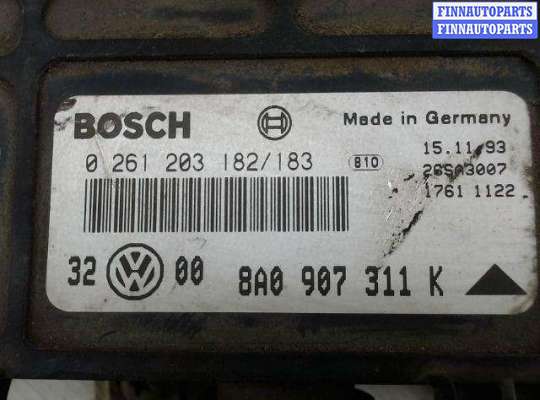 FINNAUTOPARTS
FINNAUTOPARTS
BOSCH
Made in Germany
0 261 203 182/183
B10
15.11.93
26SA3007
1761 1122
32 00 8A0 907 311 K